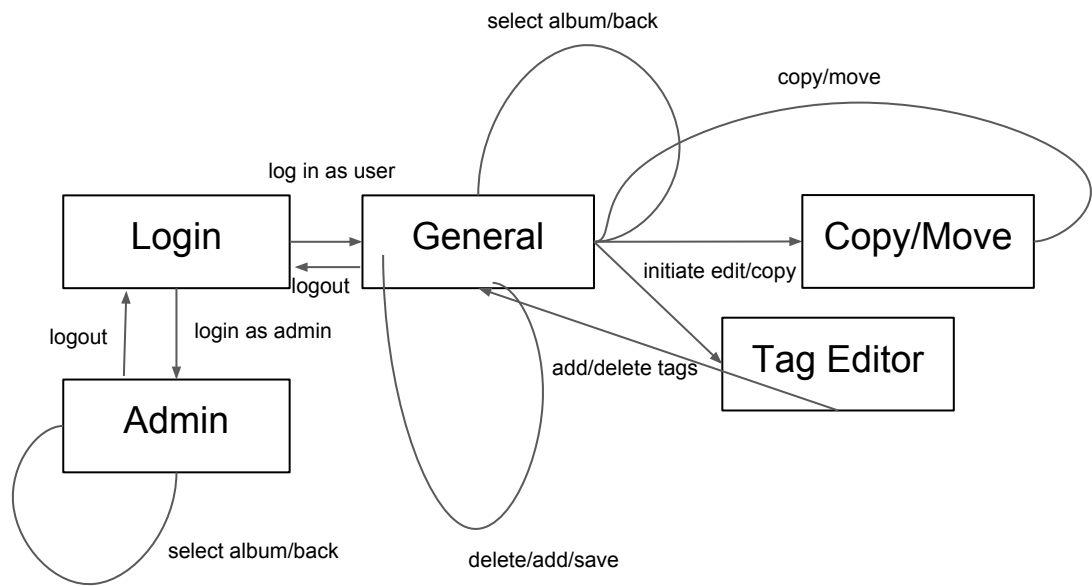 select album/back
copy/move
log in as user
Login
General
Copy/Move
initiate edit/copy
logout
logout
login as admin
Tag Editor
add/delete tags
Admin
select album/back
delete/add/save